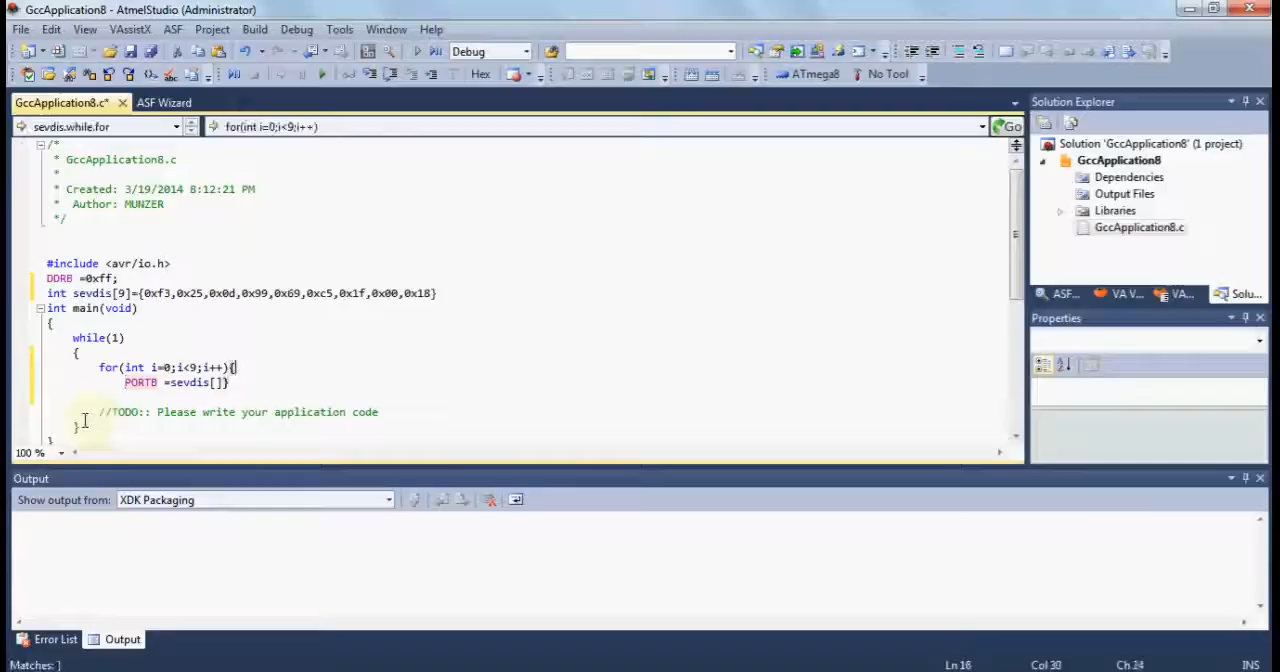 GccApplication8 - AtmelStudio (Administrator)
File Edit View VAssistX ASF Project Build Debug Tools Window Help
Debug
Hex ATmega8 No Tool
GccApplication8.c* ASF Wizard
sevdis.while.for for(int i=0;i<9;i++) Go
/*
* GccApplication8.c
*
* Created: 3/19/2014 8:12:21 PM
* Author: MUNZER
*/
#include <avr/io.h>
DDRB =0xff;
int sevdis[9]={0xf3,0x25,0x0d,0x99,0x69,0xc5,0x1f,0x00,0x18}
int main(void)
{
while(1)
{
for(int i=0;i<9;i++){
PORTB =sevdis[]}
//TODO:: Please write your application code
}
}
100 %
Solution Explorer
Solution 'GccApplication8' (1 project)
GccApplication8
Dependencies
Output Files
Libraries
GccApplication8.c
ASF... VA V... VA... Solu...
Properties
Output
Show output from: XDK Packaging
Error List Output
Matches: }
Ln 16 Col 30 Ch 24 INS